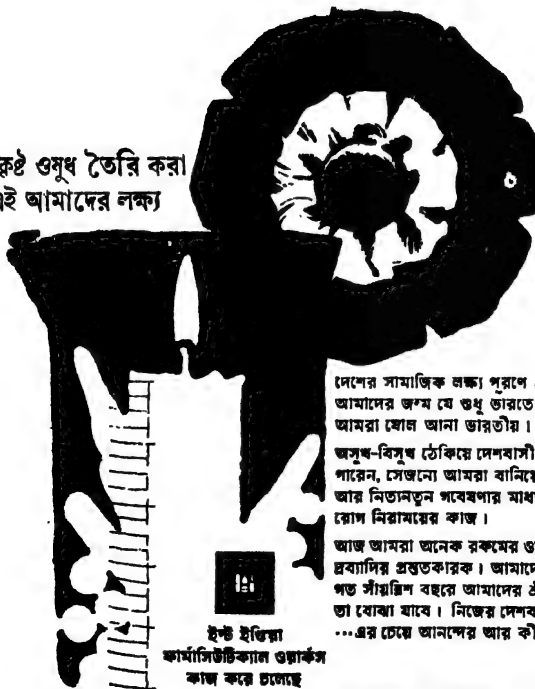 ওষুধ তৈরি করা
আমাদের লক্ষ্য
দেশের সামাজিক লক্ষ্য পূরণে
আমাদের জন্ম যে শুধু ভারতে
আমরা ষোল আনা ভারতীয়।
অসুখ-বিসুখ ঠেকিয়ে দেশবাসী
পারেন, সেজন্যে আমরা বানিয়ে
আর নিত্যনতুন গবেষণার মাধ্য
রোগ নিরাময়ের কাজ।
আজ আমরা অনেক রকমের ও
দ্রব্যাদির প্রস্তুতকারক। আমাদে
গত সাঁয়ত্রিশ বছরে আমাদের
তা বোঝা যাবে। নিজের দেশব
...এর চেয়ে আনন্দের আর কী
ইস্ট ইণ্ডিয়া
ফার্মাসিউটিক্যাল ওয়ার্কস
কাজ করে চলেছে